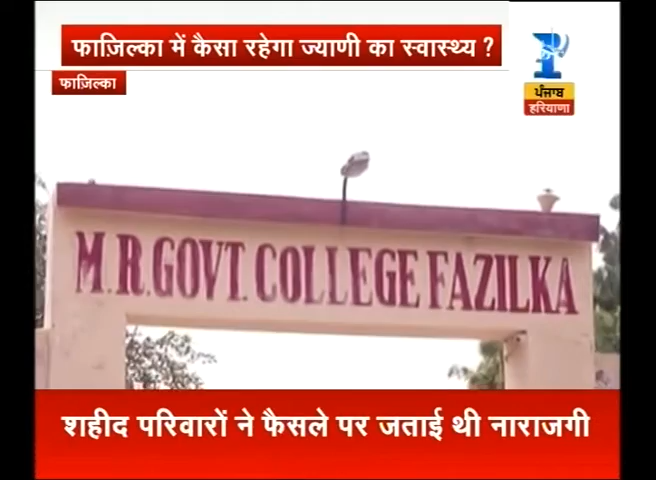 फाज़िल्का में कैसा रहेगा ज्याणी का स्वास्थ्य ?
फाज़िल्का
ਪੰਜਾਬ
हरियाणा
M.R.GOVT.COLLEGE FAZILKA
शहीद परिवारों ने फैसले पर जताई थी नाराजगी